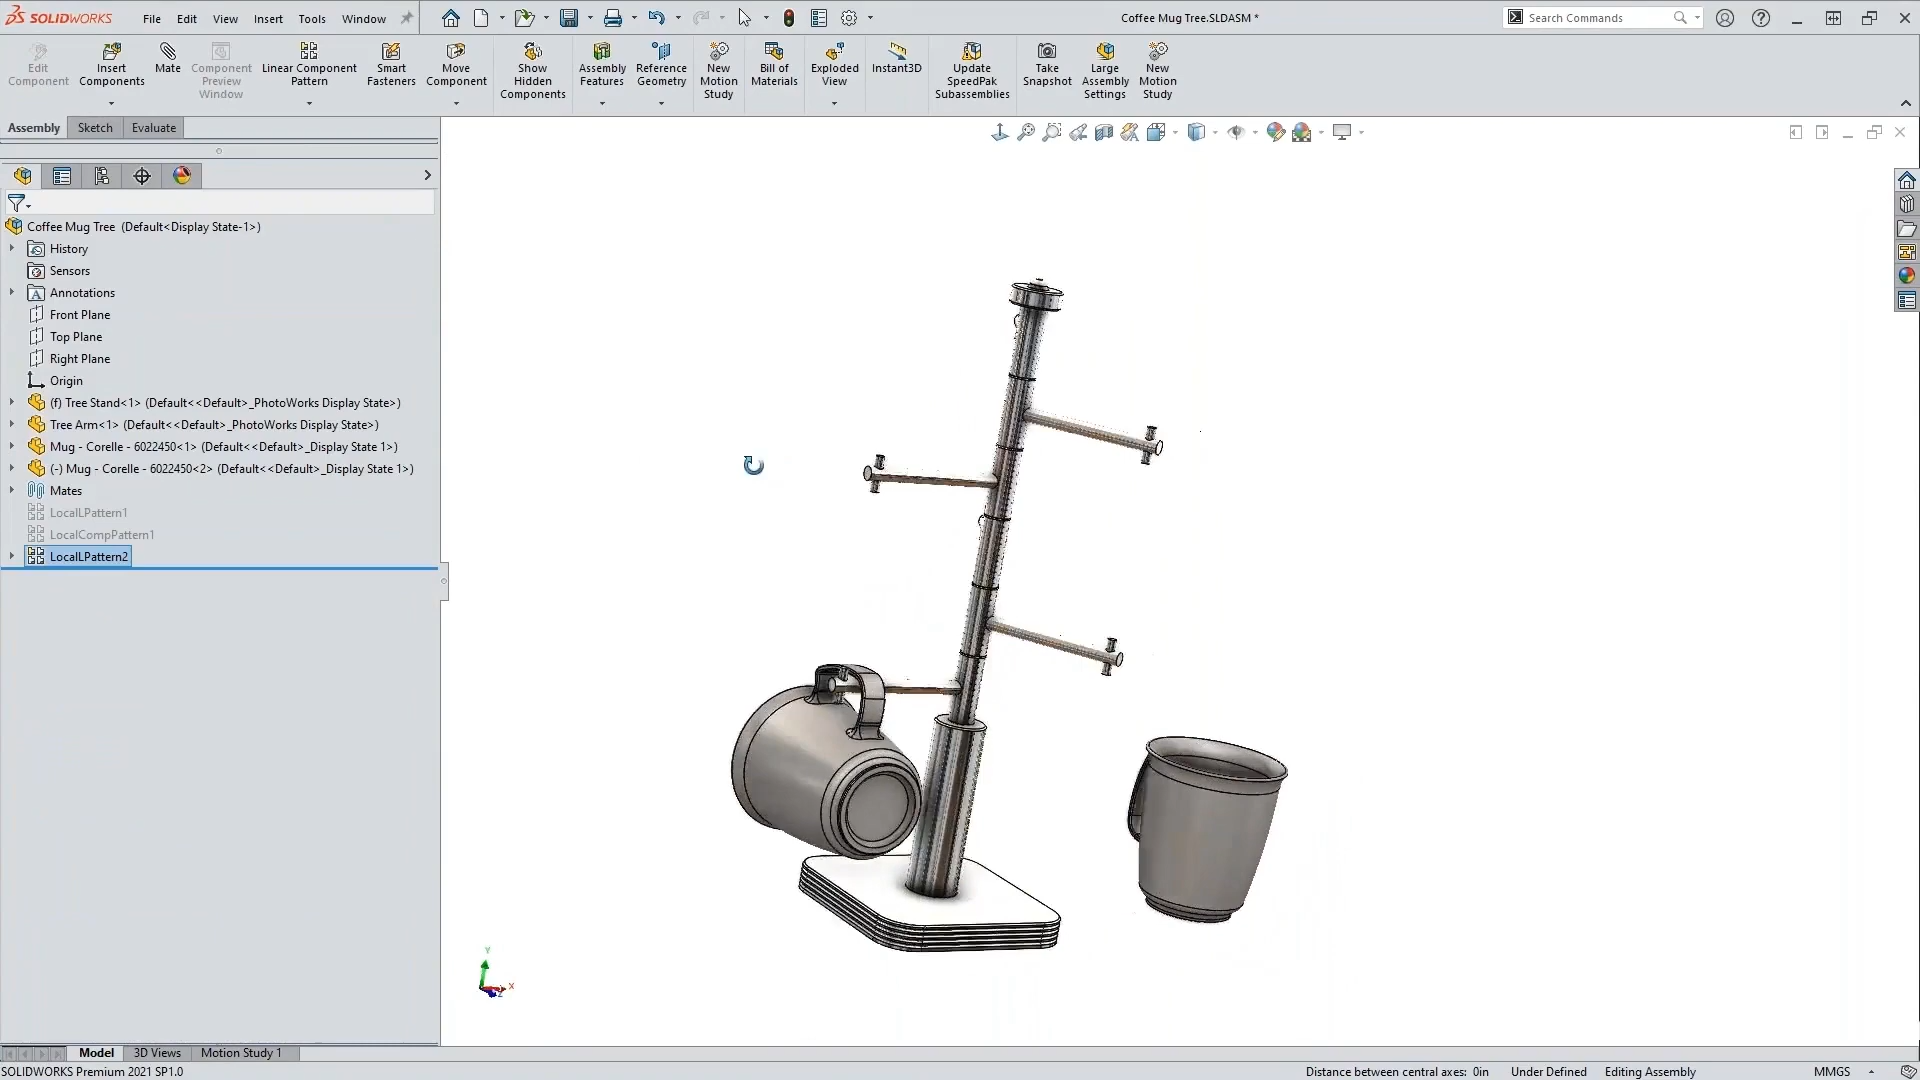 SOLIDWORKS File Edit View Insert Tools Window Coffee Mug Tree.SLDASM * Search Commands
Edit Component
Insert Components
Mate
Component Preview Window
Linear Component Pattern
Smart Fasteners
Move Component
Show Hidden Components
Assembly Features
Reference Geometry
New Motion Study
Bill of Materials
Exploded View
Instant3D
Update SpeedPak Subassemblies
Take Snapshot
Large Assembly Settings
New Motion Study
Assembly Sketch Evaluate
Coffee Mug Tree (Default<Display State-1>)
History
Sensors
Annotations
Front Plane
Top Plane
Right Plane
Origin
(f) Tree Stand<1> (Default<<Default>_PhotoWorks Display State>)
Tree Arm<1> (Default<<Default>_PhotoWorks Display State>)
Mug - Corelle - 6022450<1> (Default<<Default>_Display State 1>)
(-) Mug - Corelle - 6022450<2> (Default<<Default>_Display State 1>)
Mates
LocalLPattern1
LocalCompPattern1
LocalLPattern2
Y
X
Z
Model 3D Views Motion Study 1
SOLIDWORKS Premium 2021 SP1.0 Distance between central axes: 0in Under Defined Editing Assembly MMGS